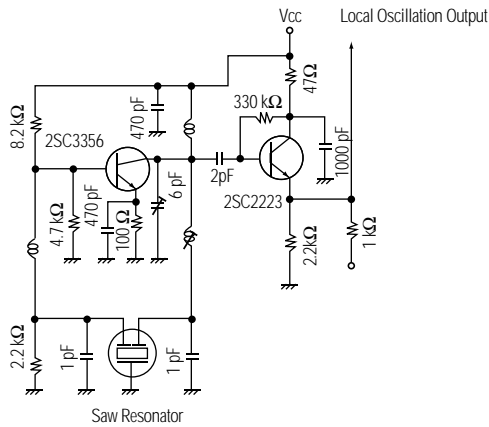 Vcc
Local Oscillation Output
8.2 kΩ
2SC3356
470 pF
330 kΩ
47Ω
1000 pF
2pF
6 pF
2SC2223
4.7 kΩ
470 pF
100 Ω
2.2kΩ
1 kΩ
2.2 kΩ
1 pF
1 pF
Saw Resonator